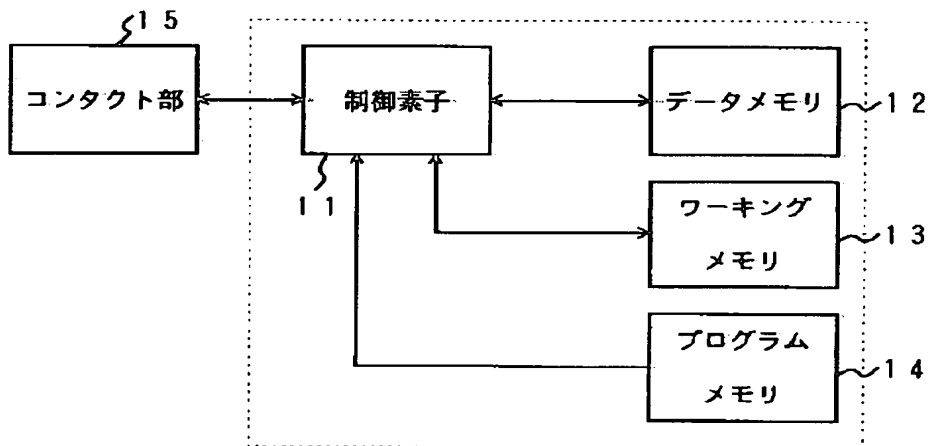 15
コンタクト部
制御素子
データメモリ
12
11
ワーキング
メモリ
13
プログラム
メモリ
14